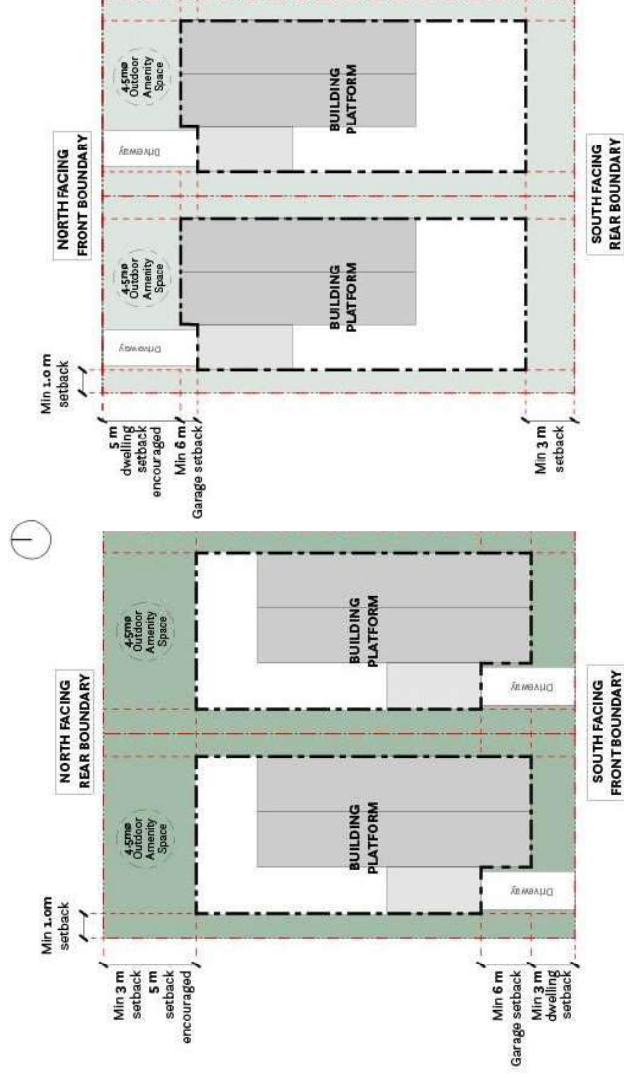 Min 1.0m
setback
NORTH FACING
REAR BOUNDARY
Min 3 m
setback
5 m
setback
encouraged
4-5mø
Outdoor
Amenity
Space
4-5mø
Outdoor
Amenity
Space
BUILDING
PLATFORM
BUILDING
PLATFORM
Min 6 m
Garage setback
Min 3 m
dwelling
setback
Driveway
Driveway
SOUTH FACING
FRONT BOUNDARY
Min 1.0 m
setback
NORTH FACING
FRONT BOUNDARY
5 m
dwelling
setback
encouraged
Min 6 m
Garage setback
Driveway
4-5mø
Outdoor
Amenity
Space
Driveway
4-5mø
Outdoor
Amenity
Space
BUILDING
PLATFORM
BUILDING
PLATFORM
Min 3 m
setback
SOUTH FACING
REAR BOUNDARY